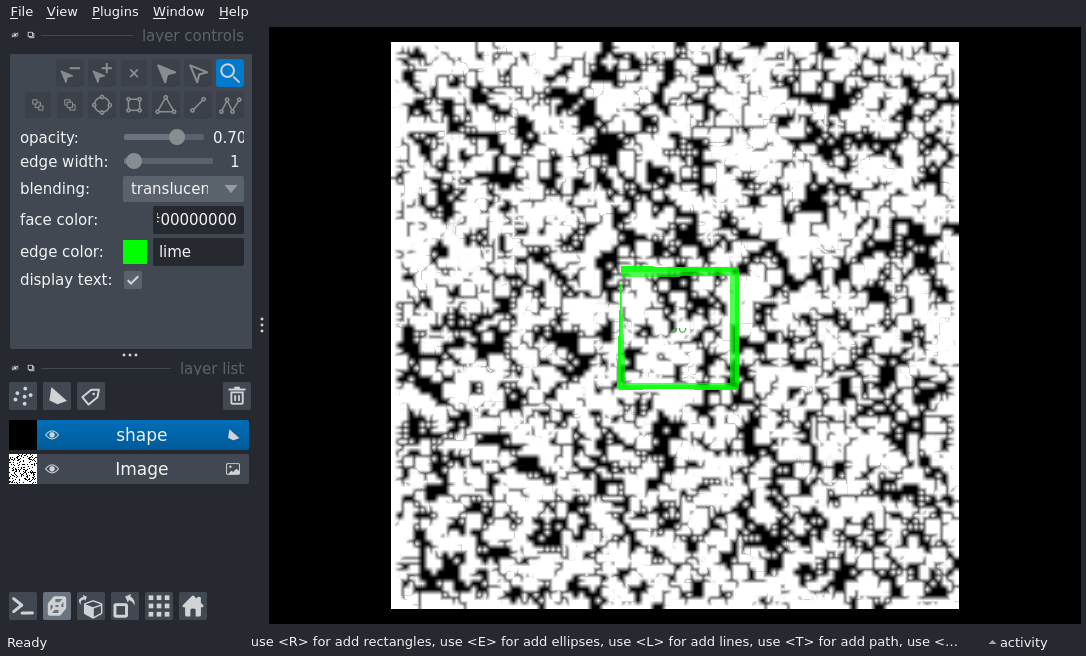 File View Plugins Window Help
layer controls
opacity: 0.70
edge width: 1
blending: translucen
face color: 00000000
edge color: lime
display text:
layer list
shape
Image
Ready use <R> for add rectangles, use <E> for add ellipses, use <L> for add lines, use <T> for add path, use <... activity